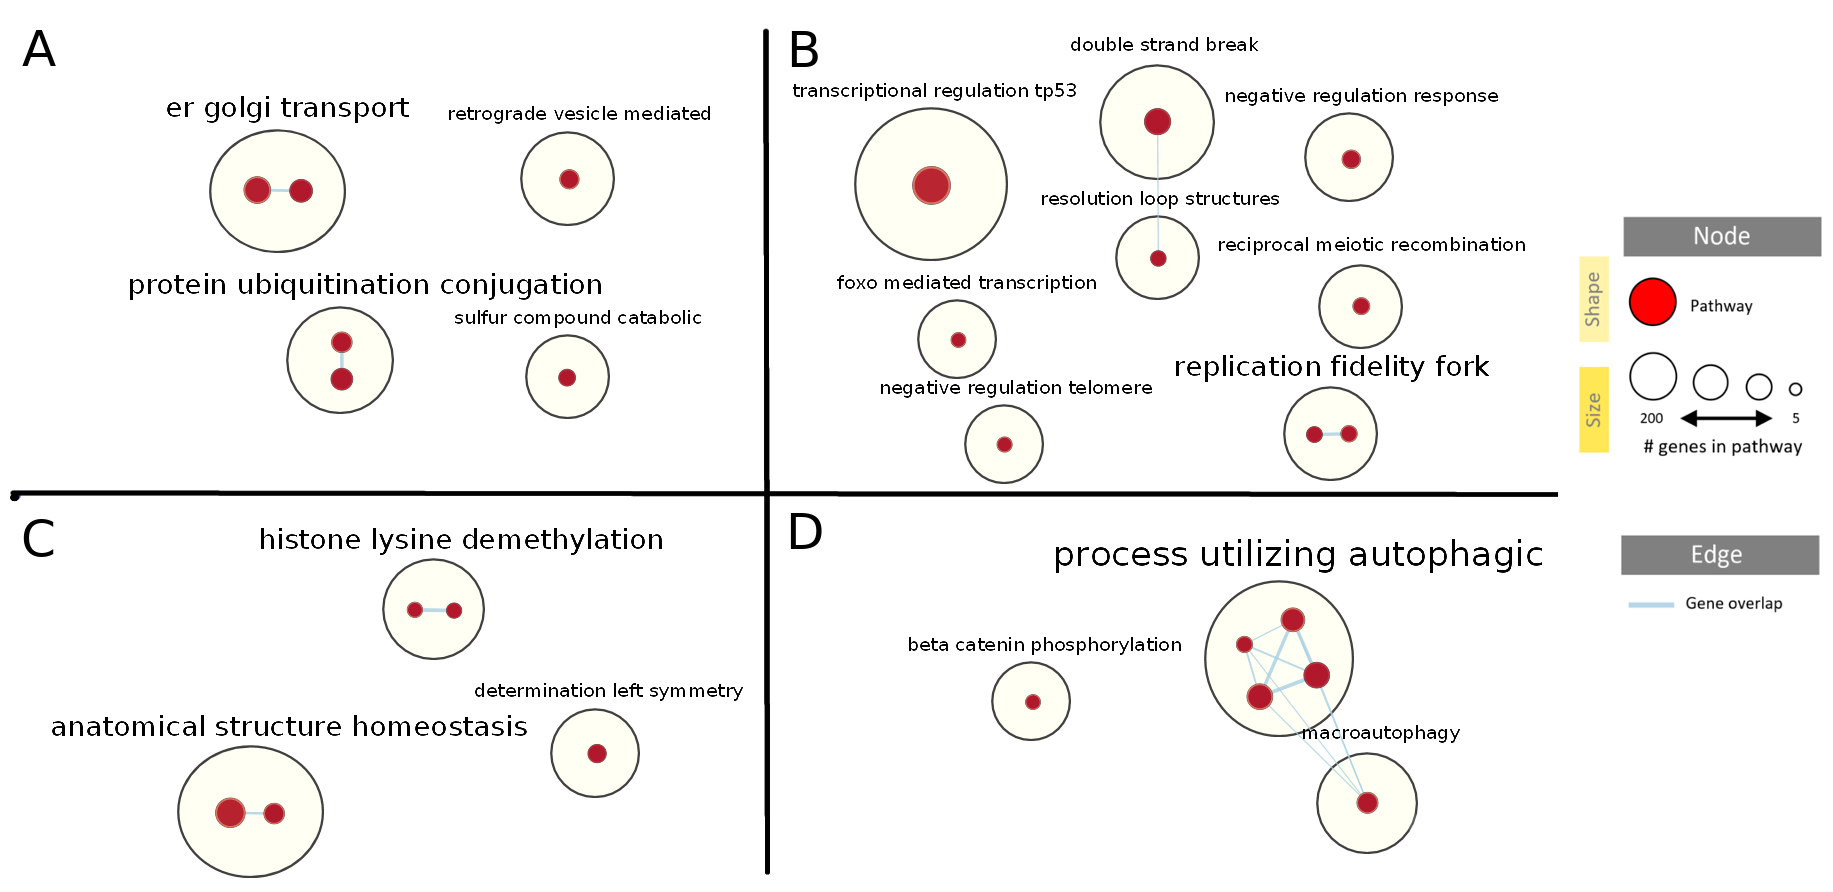 A
er golgi transport
retrograde vesicle mediated
protein ubiquitination conjugation
sulfur compound catabolic
B
double strand break
transcriptional regulation tp53
negative regulation response
resolution loop structures
reciprocal meiotic recombination
foxo mediated transcription
replication fidelity fork
negative regulation telomere
C
histone lysine demethylation
determination left symmetry
anatomical structure homeostasis
D
process utilizing autophagic
beta catenin phosphorylation
macroautophagy
Node
Shape
Pathway
Size
200
5
# genes in pathway
Edge
Gene overlap